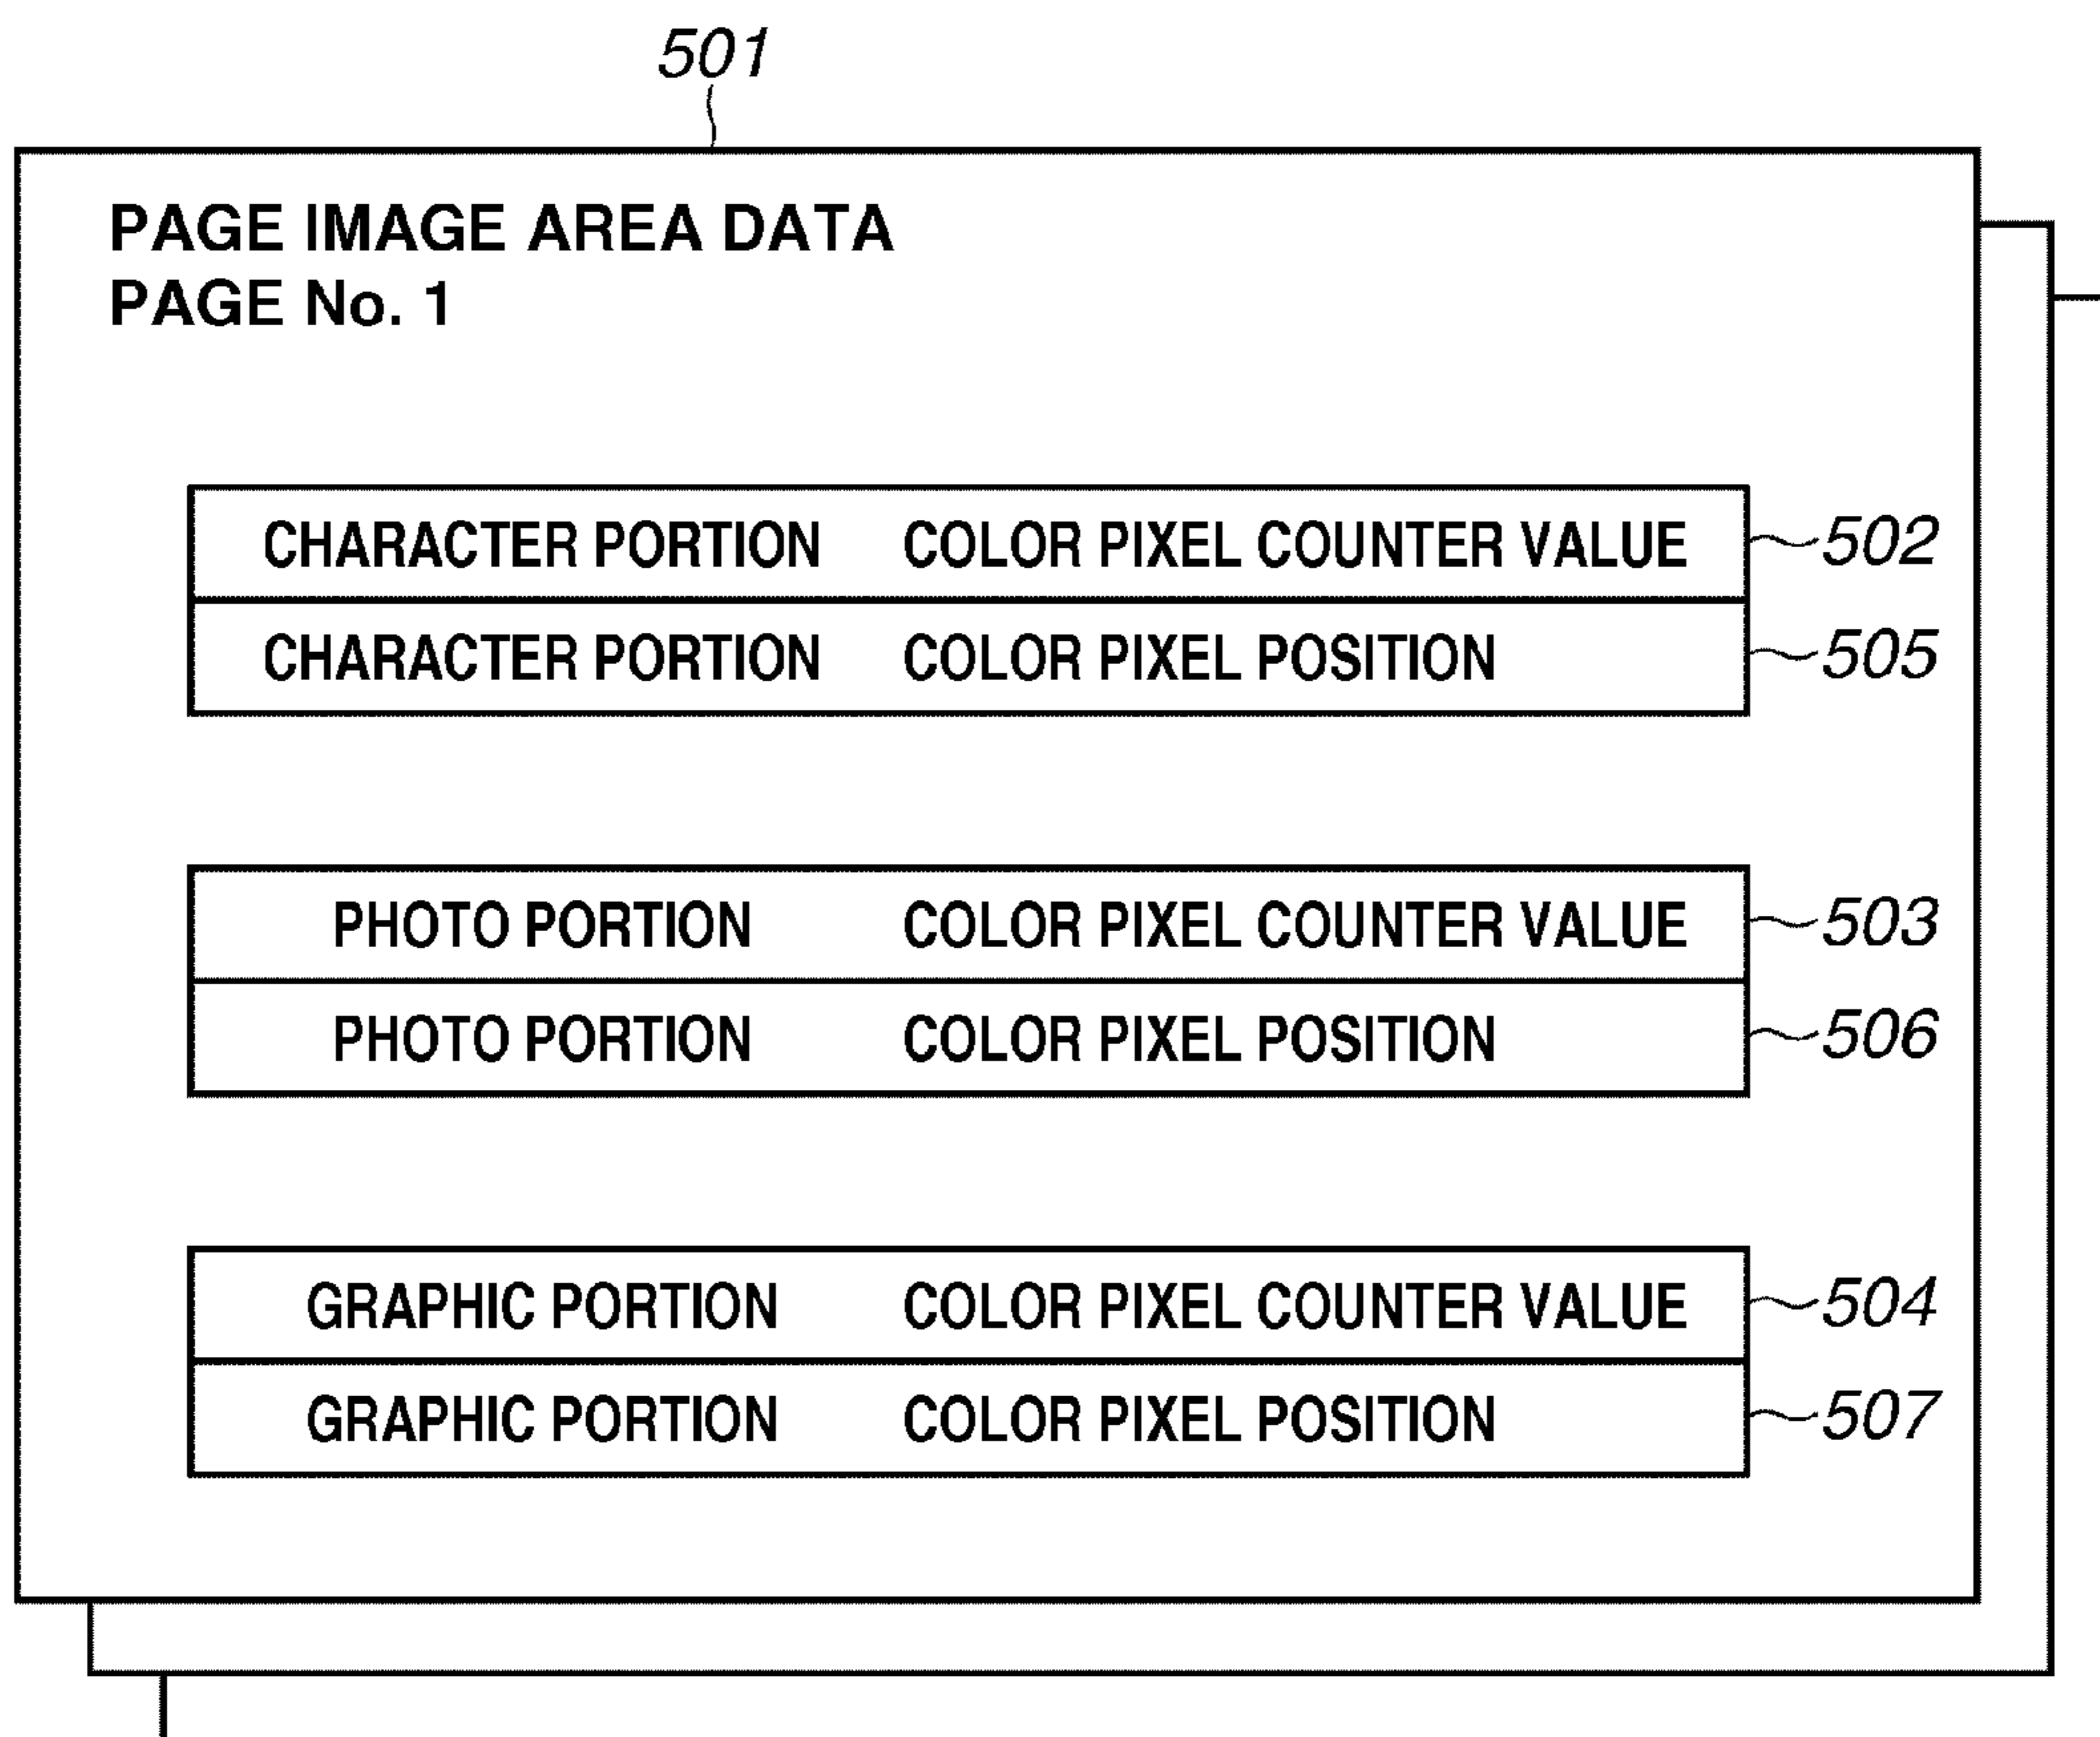 501
PAGE IMAGE AREA DATA
PAGE No. 1
CHARACTER PORTION COLOR PIXEL COUNTER VALUE 502
CHARACTER PORTION COLOR PIXEL POSITION 505
PHOTO PORTION COLOR PIXEL COUNTER VALUE 503
PHOTO PORTION COLOR PIXEL POSITION 506
GRAPHIC PORTION COLOR PIXEL COUNTER VALUE 504
GRAPHIC PORTION COLOR PIXEL POSITION 507